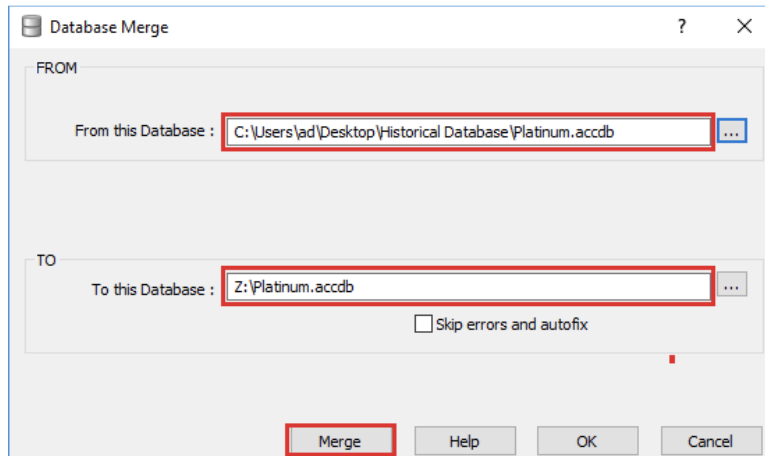 Database Merge ?
FROM
From this Database : C:\Users\ad\Desktop\Historical Database\Platinum.accdb ...
TO
To this Database : Z:\Platinum.accdb ...
Skip errors and autofix
Merge Help OK Cancel